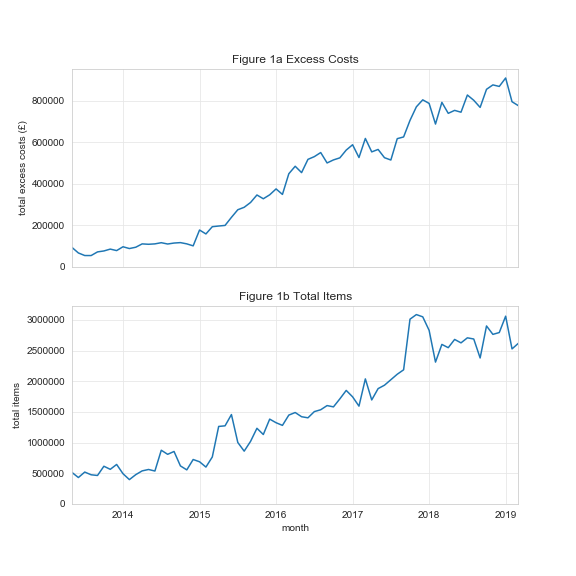 Figure 1a Excess Costs
800000
600000
400000
200000
0
total excess costs (£)
Figure 1b Total Items
3000000
2500000
2000000
1500000
1000000
500000
0
total items
2014 2015 2016 2017 2018 2019
month